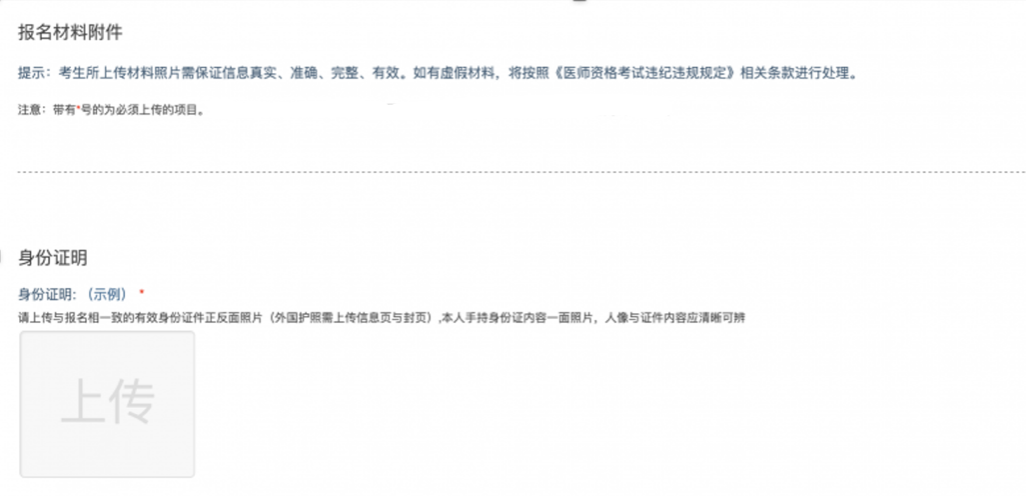 报名材料附件
提示：考生所上传材料照片需保证信息真实、准确、完整、有效。如有虚假材料，将按照《医师资格考试违纪违规规定》相关条款进行处理。
注意：带有*号的为必须上传的项目。
身份证明
身份证明：（示例） *
请上传与报名相一致的有效身份证件正反面照片（外国护照需上传信息页与封页）,本人手持身份证内容一面照片，人像与证件内容应清晰可辨
上传